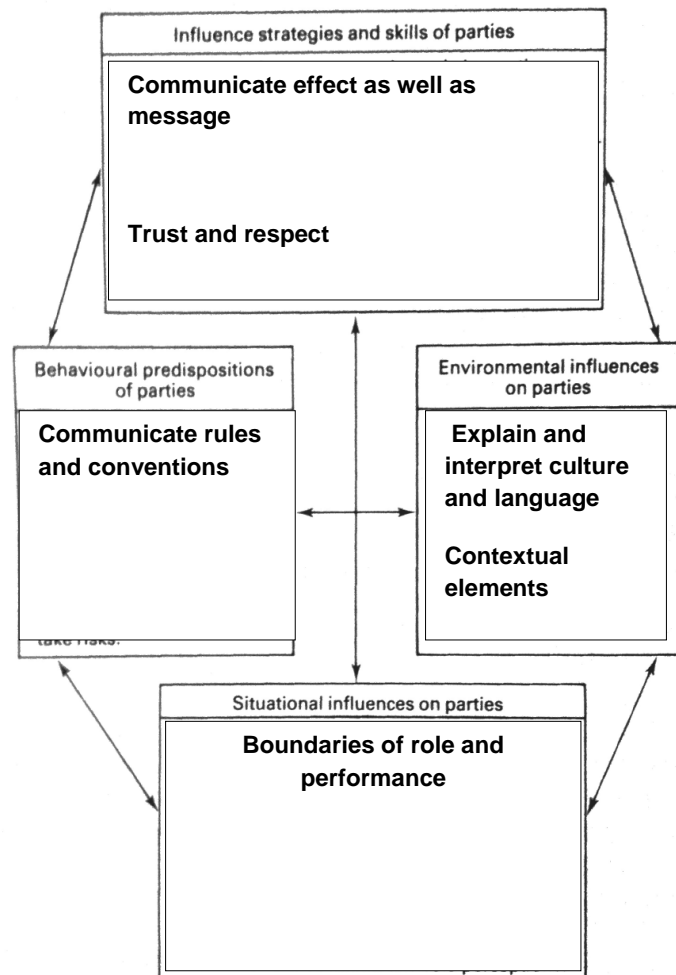 Influence strategies and skills of parties
Communicate effect as well as
message
Trust and respect
Behavioural predispositions
of parties
Communicate rules
and conventions
take risks.
Environmental influences
on parties
Explain and
interpret culture
and language
Contextual
elements
Situational influences on parties
Boundaries of role and
performance